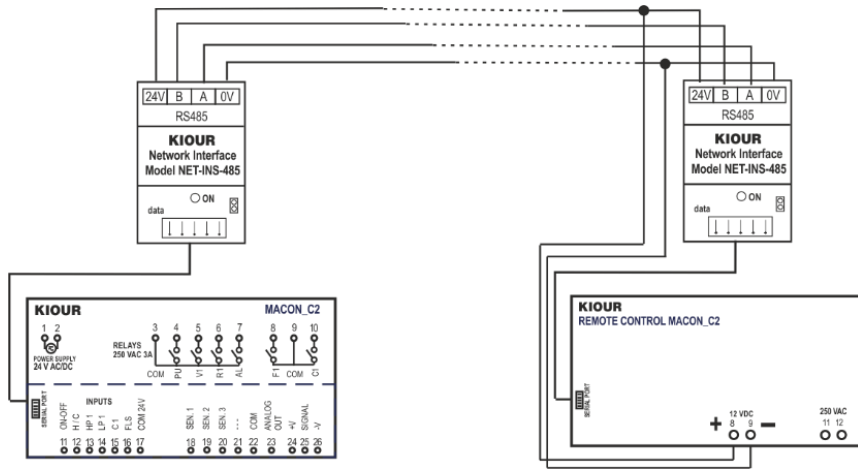 24V B A 0V
RS485
KIOUR
Network Interface
Model NET-INS-485
ON
data
24V B A 0V
RS485
KIOUR
Network Interface
Model NET-INS-485
ON
data
KIOUR
MACON_C2
1 2
POWER SUPPLY
24 V AC/DC
RELAYS
250 VAC 3A
3 4 5 6 7 8 9 10
COM PU V1 R1 AL F1 COM C1
SERIAL PORT
INPUTS
ON-OFF H / C HP 1 LP 1 C 1 FLS COM 24V SEN. 1 SEN. 2 SEN. 3 - - - COM ANALOG OUT +V SIGNAL -V
11 12 13 14 15 16 17 18 19 20 21 22 23 24 25 26
KIOUR
REMOTE CONTROL MACON_C2
SERIAL PORT
12 VDC
+ 8 9 −
250 VAC
11 12